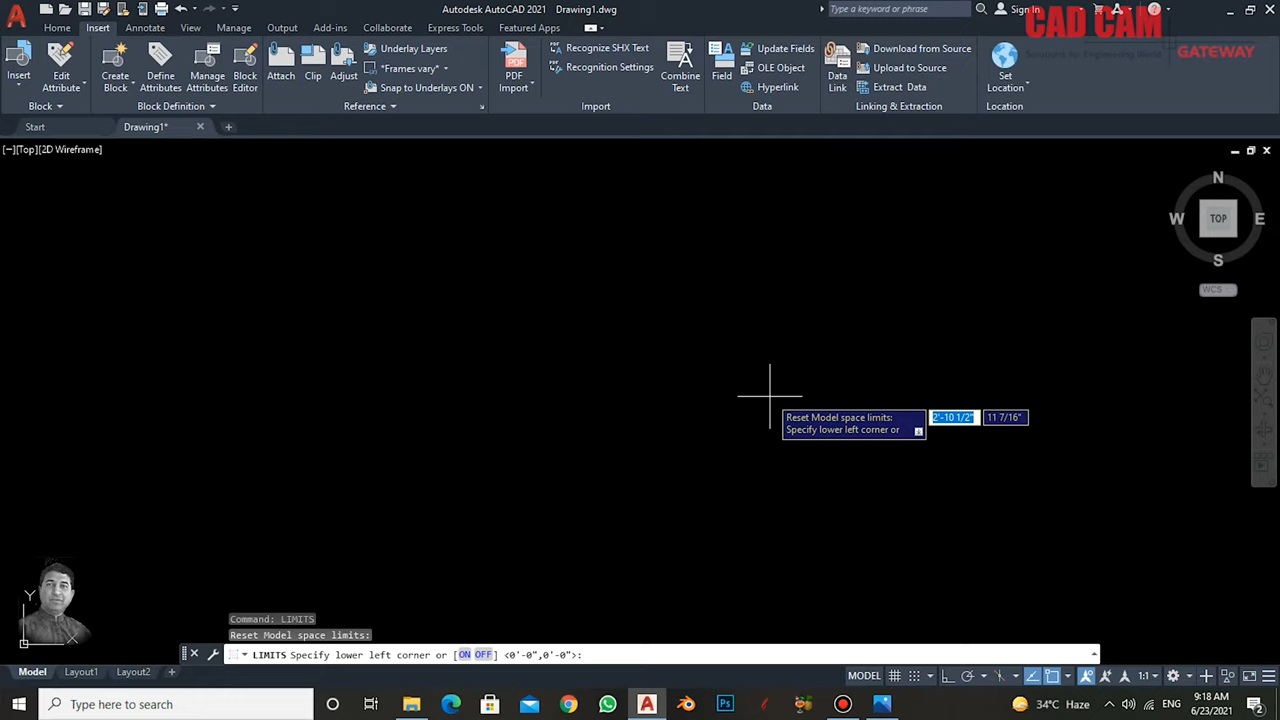 Autodesk AutoCAD 2021 Drawing1.dwg
Type a keyword or phrase
Sign In
CAD CAM
Solutions for Engineering World
GATEWAY
Home Insert Annotate View Manage Output Add-ins Collaborate Express Tools Featured Apps
Insert
Edit Attribute
Create Block
Define Attributes
Manage Attributes
Block Editor
Attach
Clip
Adjust
Underlay Layers
*Frames vary*
Snap to Underlays ON
PDF Import
Recognize SHX Text
Recognition Settings
Combine Text
Field
Update Fields
OLE Object
Hyperlink
Data Link
Download from Source
Upload to Source
Extract Data
Set Location
Block Block Definition Reference Import Data Linking & Extraction Location
Start Drawing1*
[−][Top][2D Wireframe]
N
W TOP E
S
WCS
Reset Model space limits:
Specify lower left corner or
2'-10 1/2" 11 7/16"
Y
X
Command: LIMITS
Reset Model space limits:
LIMITS Specify lower left corner or [ON OFF] <0'-0",0'-0">:
Model Layout1 Layout2 +
MODEL 1:1
Type here to search
Ps
34°C Haze
ENG
9:18 AM
6/23/2021
2